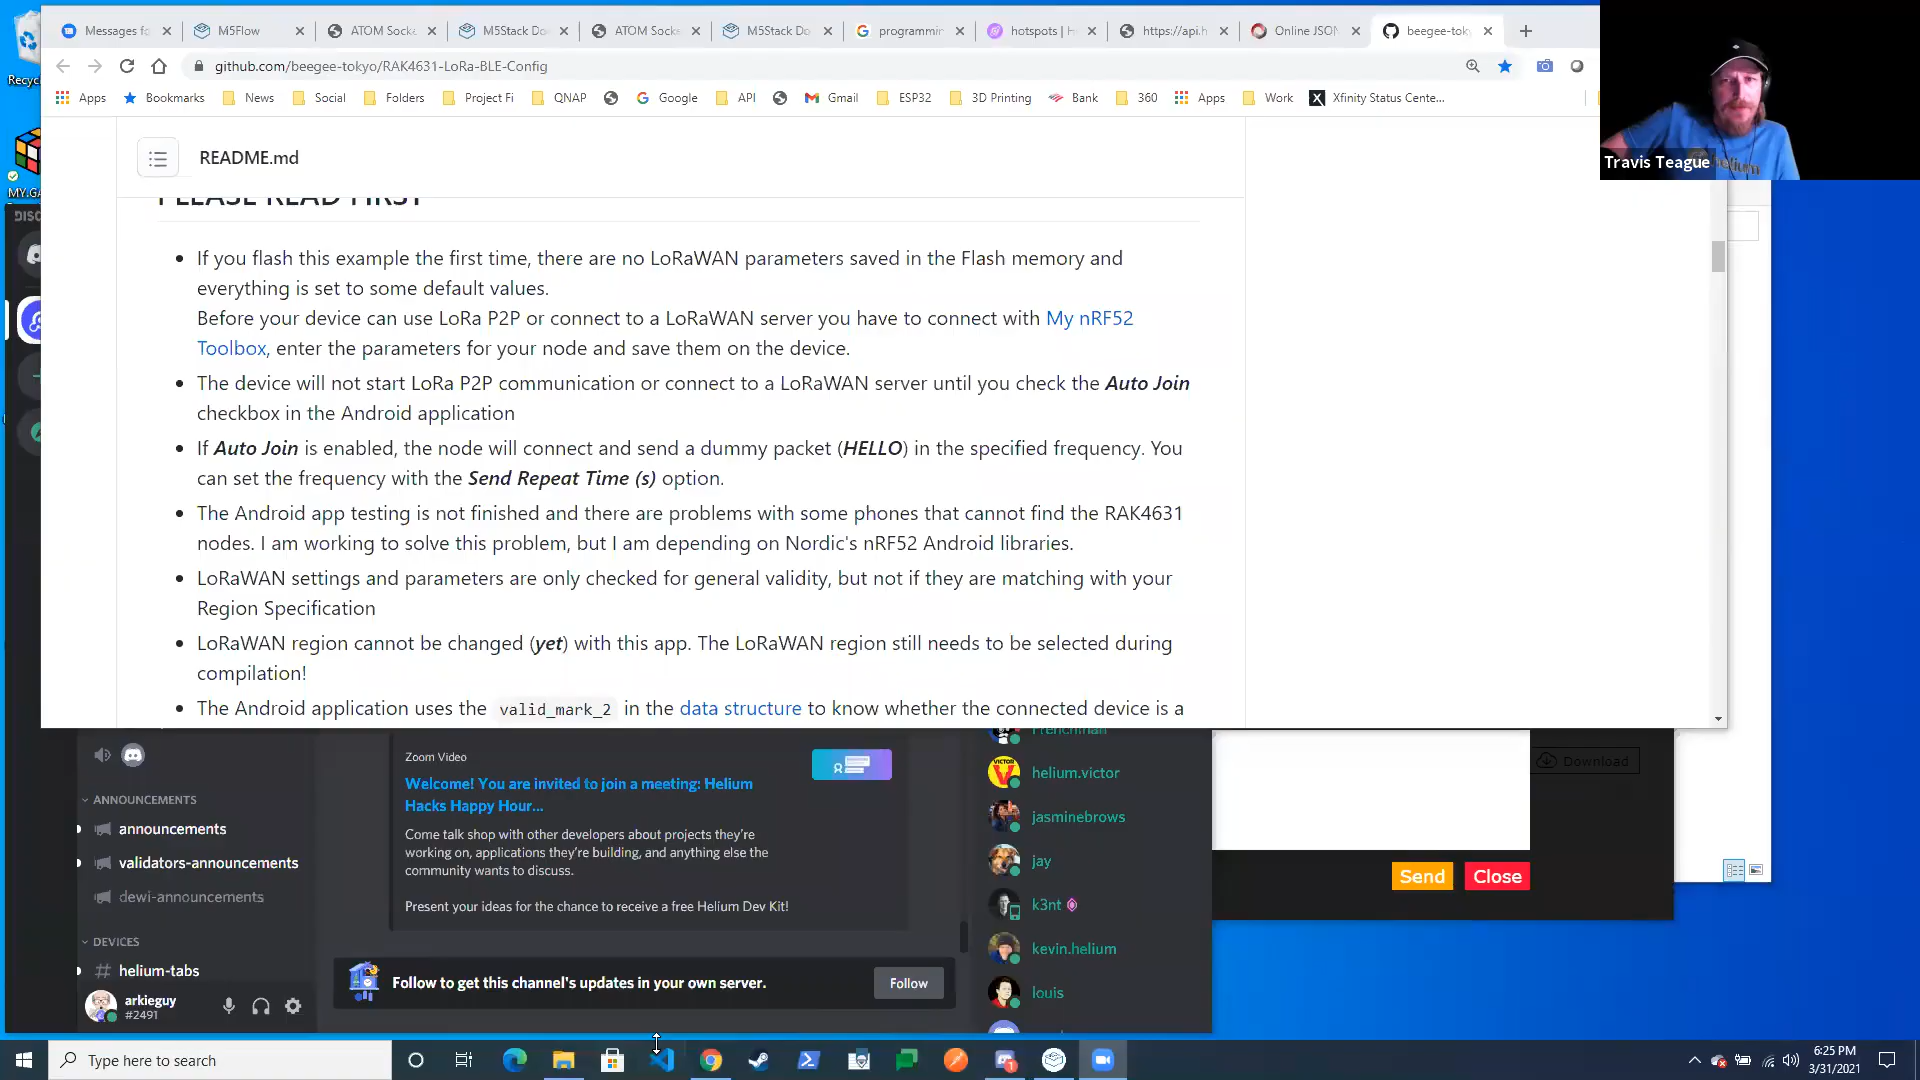 Messages fo
M5Flow
ATOM Socke
M5Stack Do
ATOM Socke
M5Stack Do
programmin
hotspots | H
https://api.h
Online JSON
beegee-tok
github.com/beegee-tokyo/RAK4631-LoRa-BLE-Config
Apps
Bookmarks
News
Social
Folders
Project Fi
QNAP
Google
API
Gmail
ESP32
3D Printing
Bank
360
Apps
Work
Xfinity Status Cente...
Travis Teague
helium
Recyc
MY.GA
DISC
README.md
PLEASE READ FIRST
If you flash this example the first time, there are no LoRaWAN parameters saved in the Flash memory and
everything is set to some default values.
Before your device can use LoRa P2P or connect to a LoRaWAN server you have to connect with My nRF52
Toolbox, enter the parameters for your node and save them on the device.
The device will not start LoRa P2P communication or connect to a LoRaWAN server until you check the Auto Join
checkbox in the Android application
If Auto Join is enabled, the node will connect and send a dummy packet (HELLO) in the specified frequency. You
can set the frequency with the Send Repeat Time (s) option.
The Android app testing is not finished and there are problems with some phones that cannot find the RAK4631
nodes. I am working to solve this problem, but I am depending on Nordic's nRF52 Android libraries.
LoRaWAN settings and parameters are only checked for general validity, but not if they are matching with your
Region Specification
LoRaWAN region cannot be changed (yet) with this app. The LoRaWAN region still needs to be selected during
compilation!
The Android application uses the valid_mark_2 in the data structure to know whether the connected device is a
ANNOUNCEMENTS
announcements
validators-announcements
dewi-announcements
DEVICES
helium-tabs
arkieguy
#2491
Zoom Video
Welcome! You are invited to join a meeting: Helium
Hacks Happy Hour...
Come talk shop with other developers about projects they're
working on, applications they're building, and anything else the
community wants to discuss.
Present your ideas for the chance to receive a free Helium Dev Kit!
Follow to get this channel's updates in your own server.
Follow
Frenchman
helium.victor
jasminebrows
jay
k3nt
kevin.helium
louis
Download
Send
Close
Type here to search
6:25 PM
3/31/2021